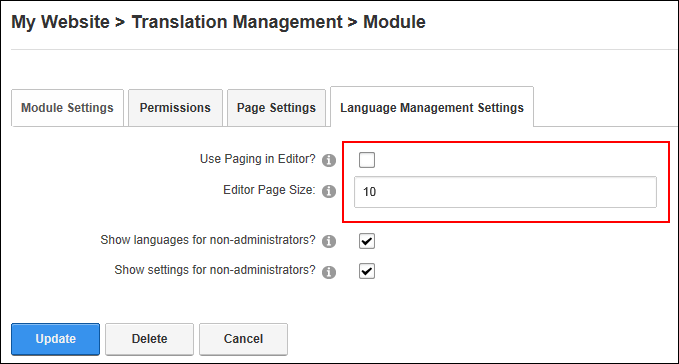 My Website > Translation Management > Module
Module Settings Permissions Page Settings Language Management Settings
Use Paging in Editor?
Editor Page Size: 10
Show languages for non-administrators?
Show settings for non-administrators?
Update Delete Cancel